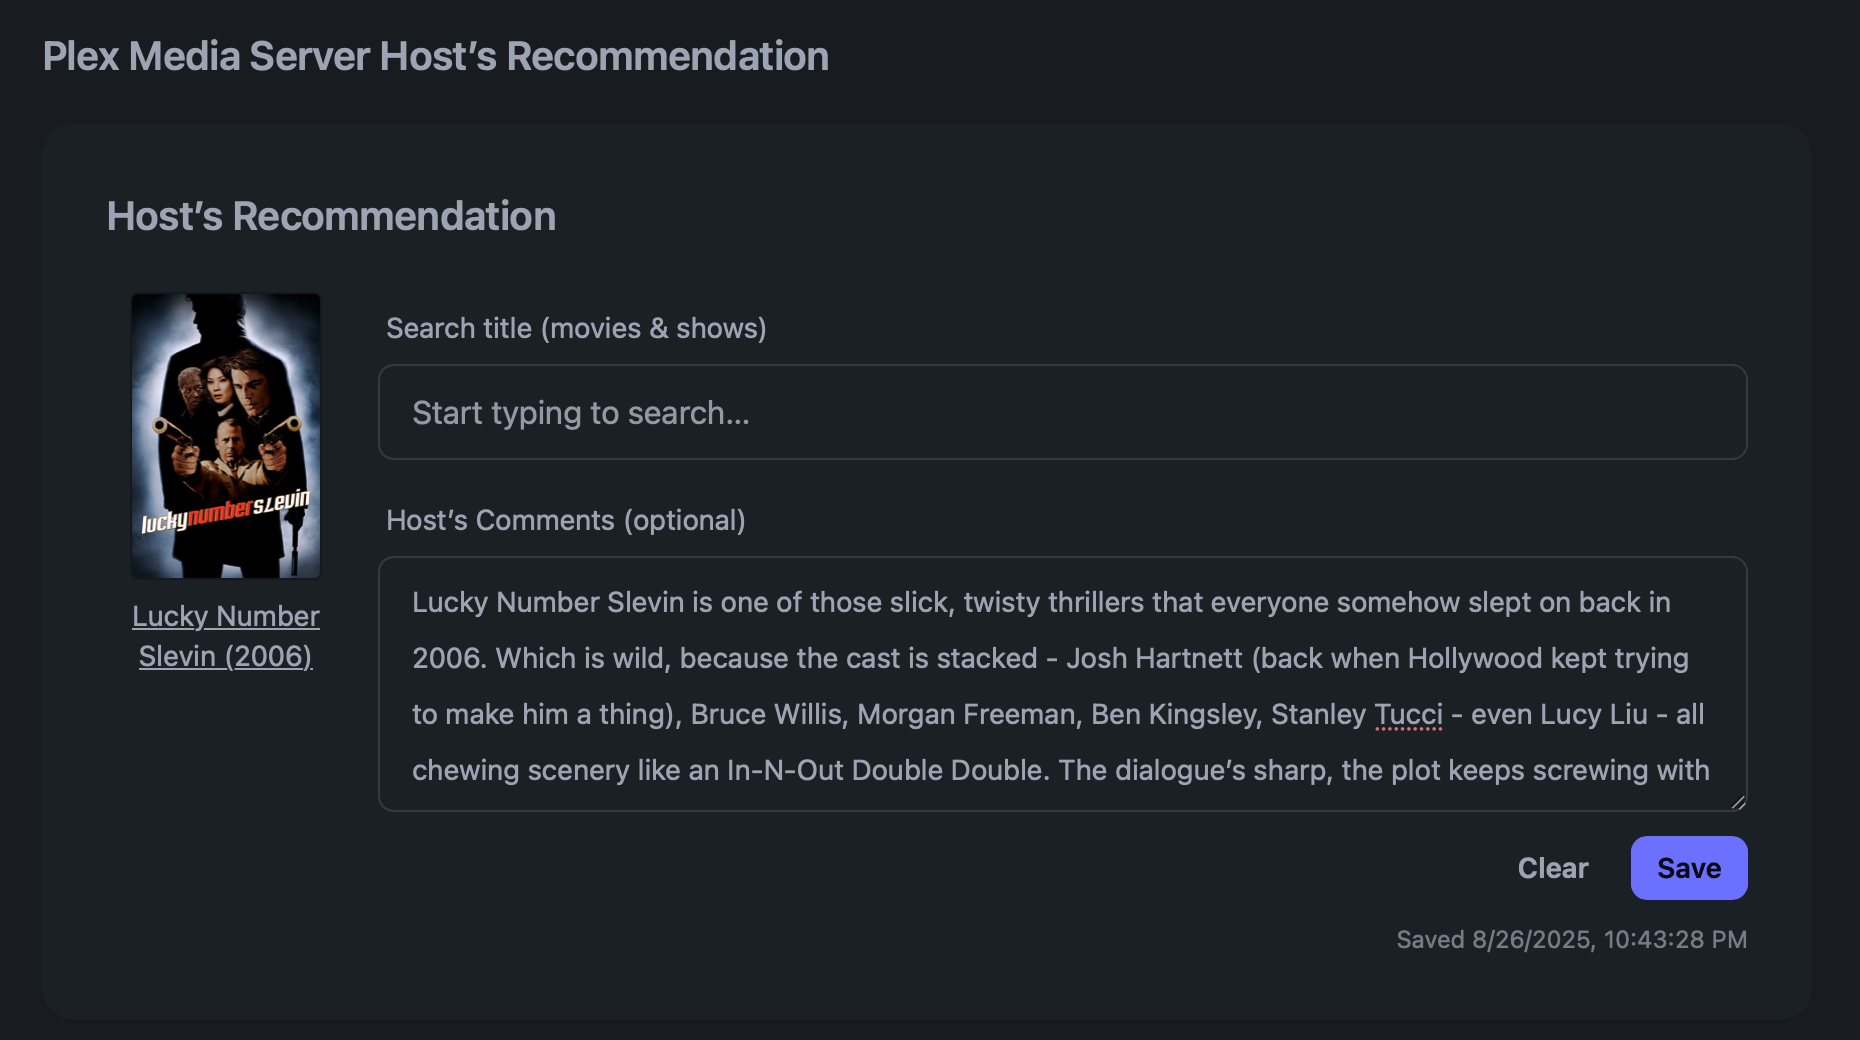 Plex Media Server Host’s Recommendation
Host’s Recommendation
Search title (movies & shows)
Start typing to search...
luckynumberslevin
Lucky Number
Slevin (2006)
Host’s Comments (optional)
Lucky Number Slevin is one of those slick, twisty thrillers that everyone somehow slept on back in
2006. Which is wild, because the cast is stacked - Josh Hartnett (back when Hollywood kept trying
to make him a thing), Bruce Willis, Morgan Freeman, Ben Kingsley, Stanley Tucci - even Lucy Liu - all
chewing scenery like an In-N-Out Double Double. The dialogue’s sharp, the plot keeps screwing with
Clear
Save
Saved 8/26/2025, 10:43:28 PM